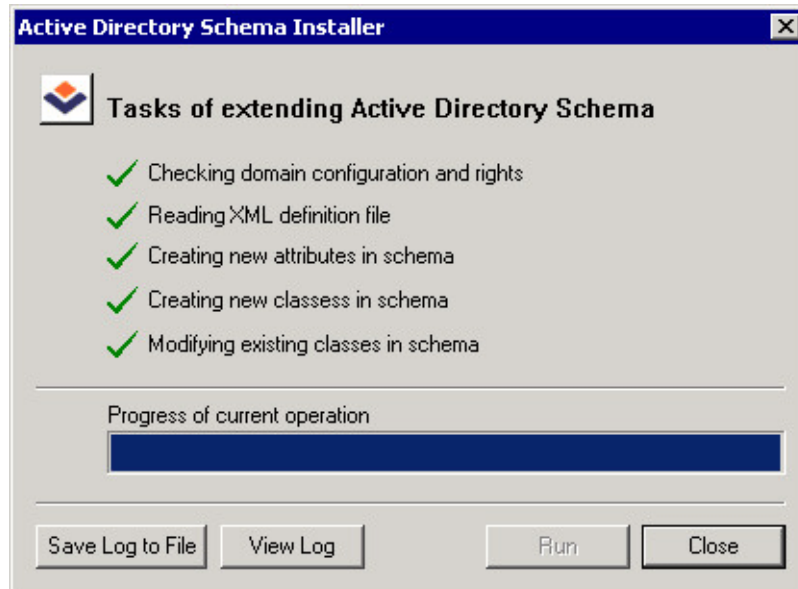 Active Directory Schema Installer
Tasks of extending Active Directory Schema
Checking domain configuration and rights
Reading XML definition file
Creating new attributes in schema
Creating new classess in schema
Modifying existing classes in schema
Progress of current operation
Save Log to File View Log Run Close